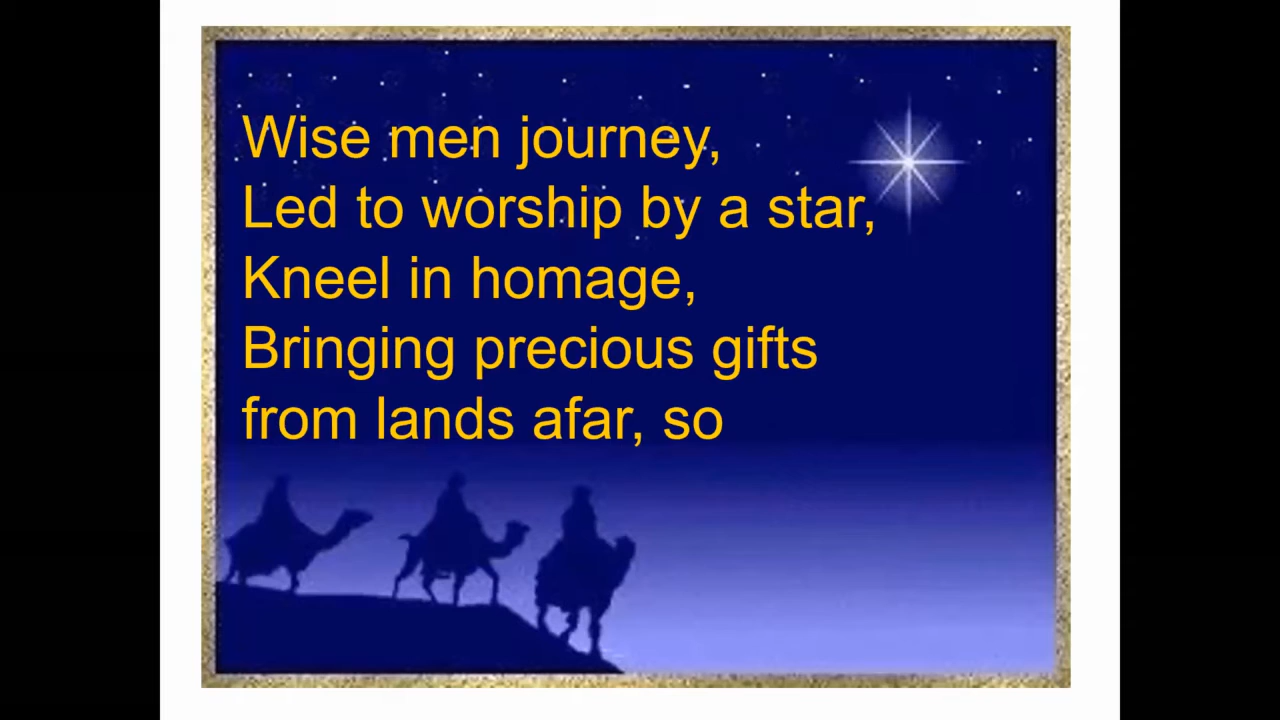 Wise men journey,
Led to worship by a star,
Kneel in homage,
Bringing precious gifts
from lands afar, so